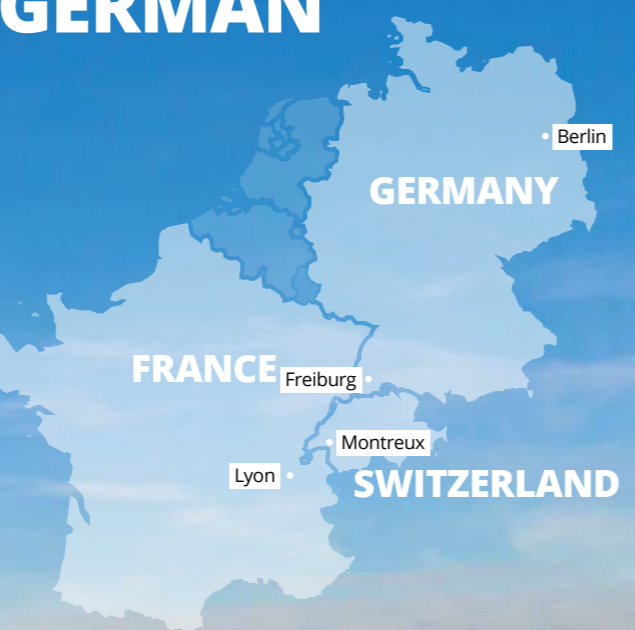 GERMAN
Berlin
GERMANY
FRANCE
Freiburg
Montreux
Lyon
SWITZERLAND